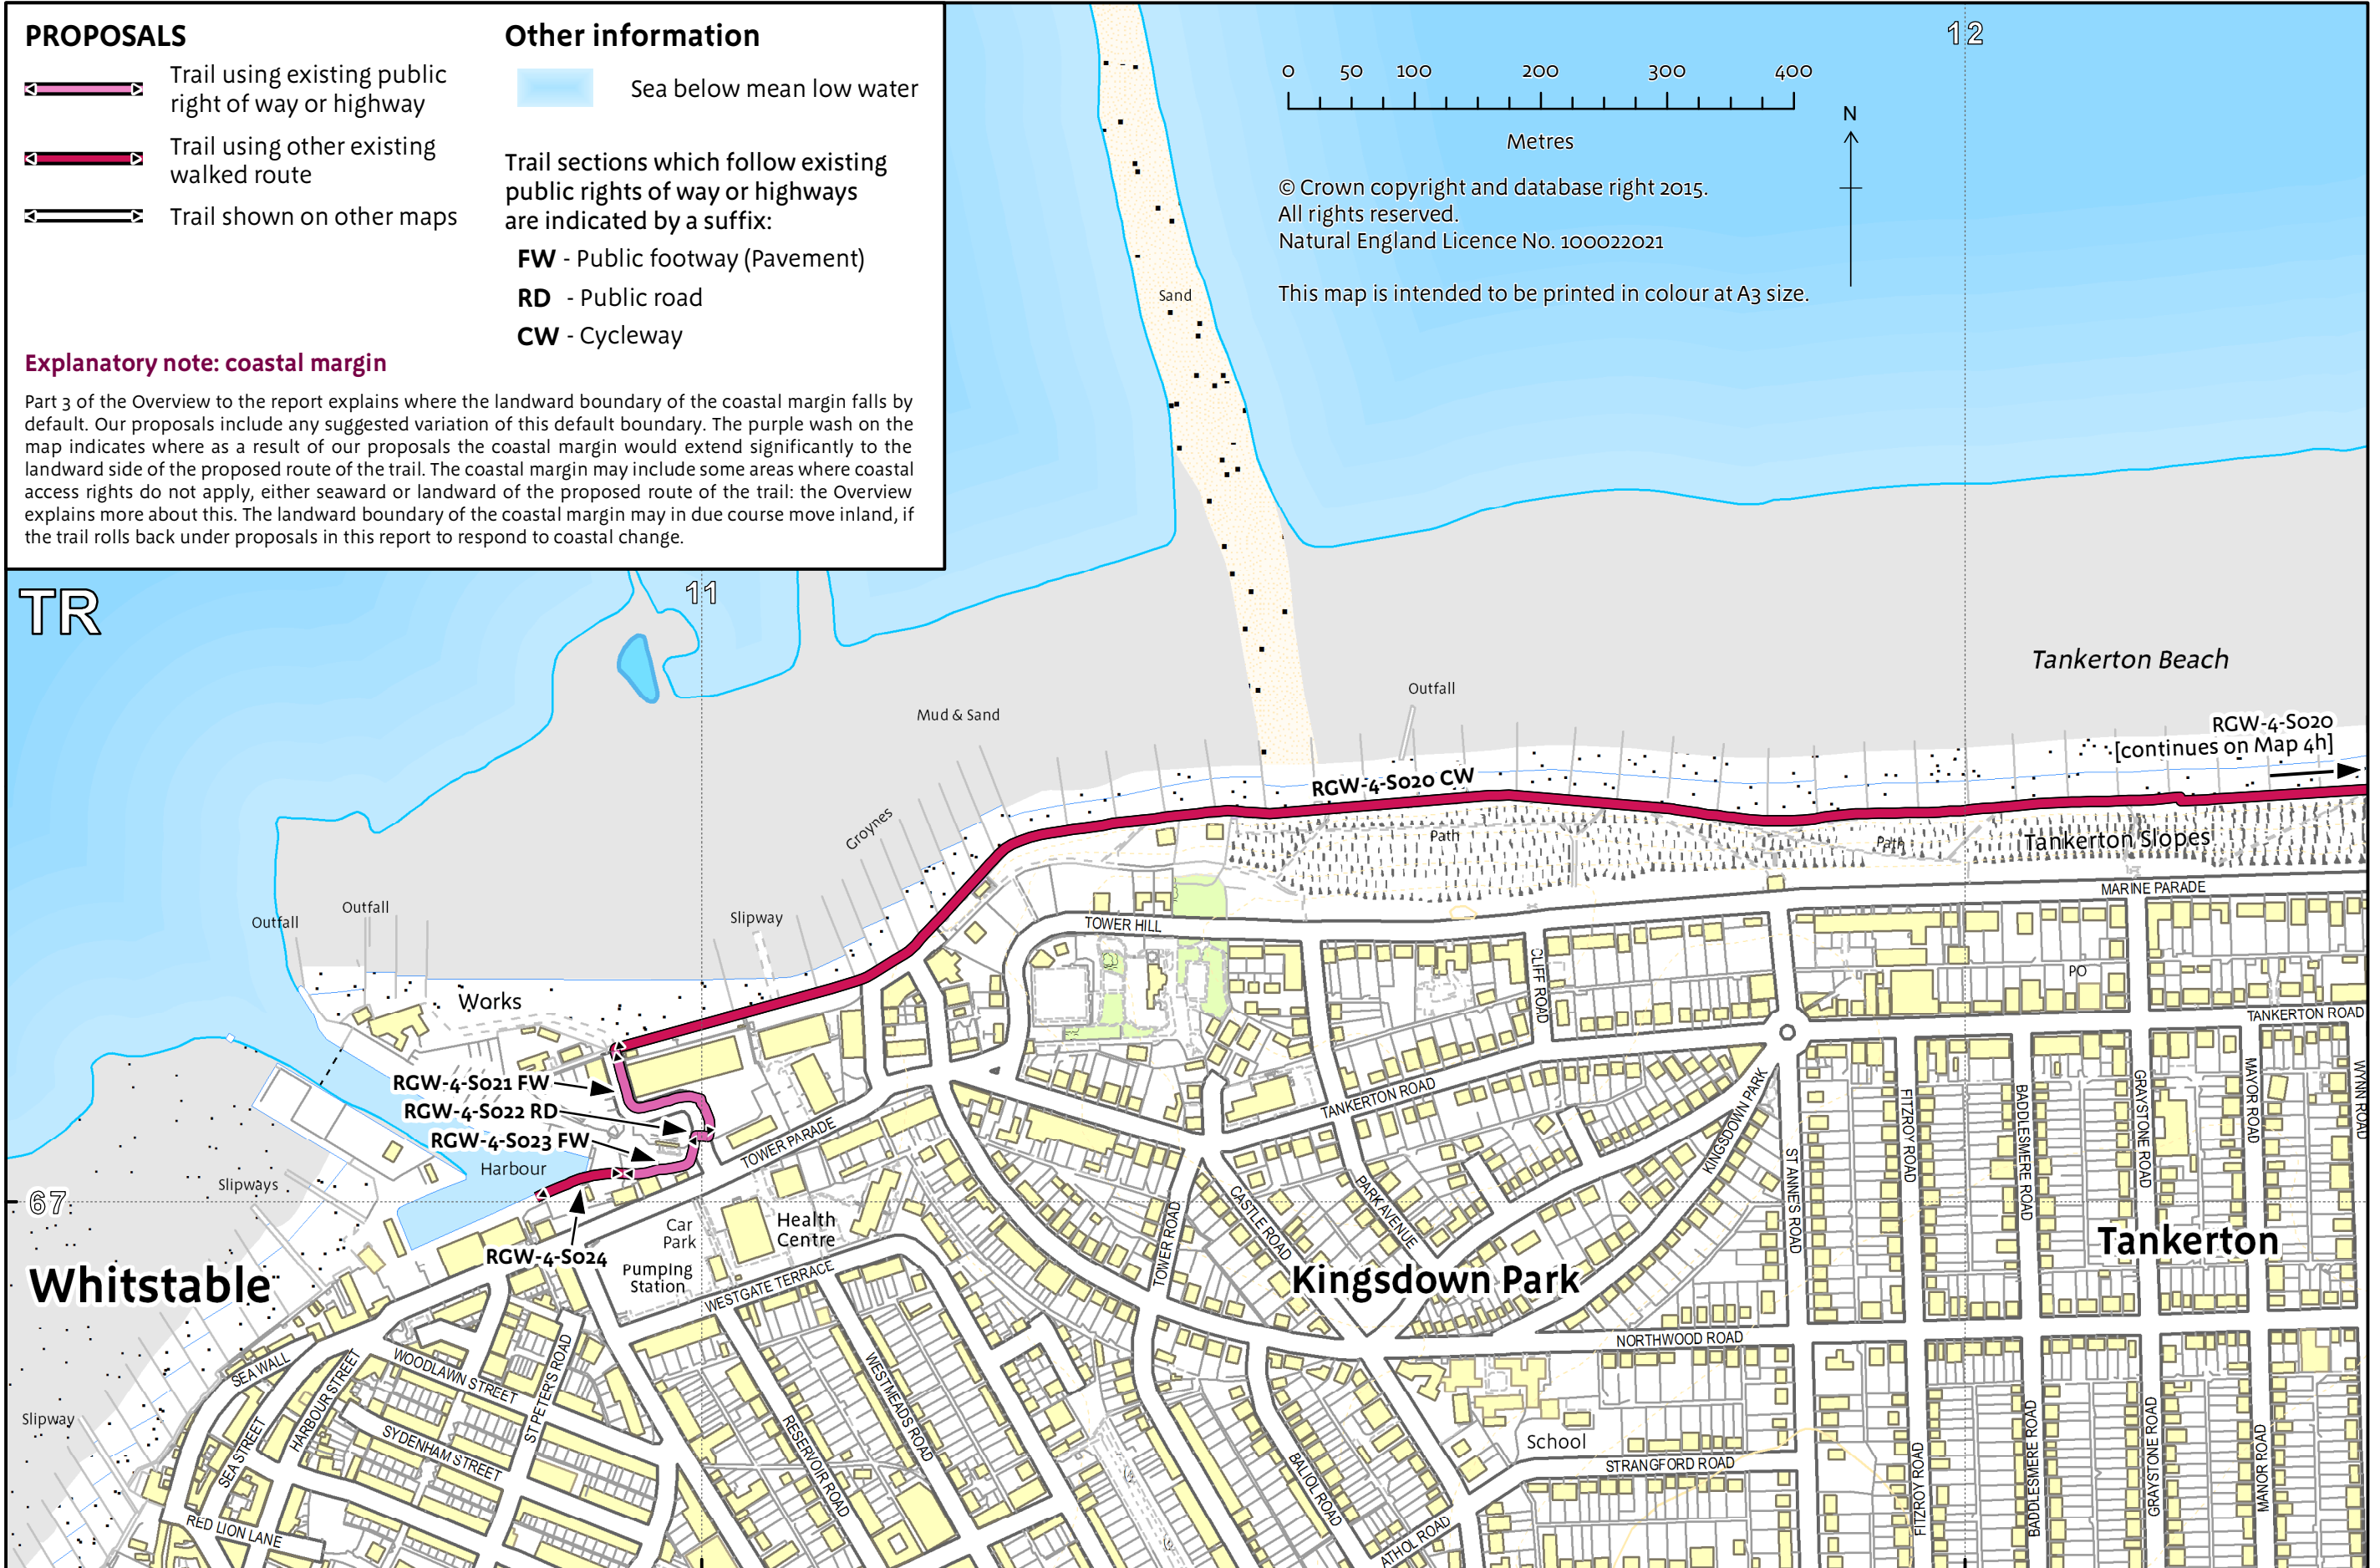 PROPOSALS
Trail using existing public
right of way or highway
Trail using other existing
walked route
Trail shown on other maps
Other information
Sea below mean low water
Trail sections which follow existing
public rights of way or highways
are indicated by a suffix:
FW - Public footway (Pavement)
RD - Public road
CW - Cycleway
Explanatory note: coastal margin
Part 3 of the Overview to the report explains where the landward boundary of the coastal margin falls by
default. Our proposals include any suggested variation of this default boundary. The purple wash on the
map indicates where as a result of our proposals the coastal margin would extend significantly to the
landward side of the proposed route of the trail. The coastal margin may include some areas where coastal
access rights do not apply, either seaward or landward of the proposed route of the trail: the Overview
explains more about this. The landward boundary of the coastal margin may in due course move inland, if
the trail rolls back under proposals in this report to respond to coastal change.
0 50 100 200 300 400
Metres
N
12
© Crown copyright and database right 2015.
All rights reserved.
Natural England Licence No. 100022021
This map is intended to be printed in colour at A3 size.
Sand
TR
11
Tankerton Beach
Outfall
Mud & Sand
RGW-4-S020
[continues on Map 4h]
RGW-4-S020 CW
Groynes
Path
Path
Tankerton Slopes
MARINE PARADE
Outfall
Outfall
Slipway
TOWER HILL
CLIFF ROAD
PO
Works
TANKERTON ROAD
RGW-4-S021 FW
RGW-4-S022 RD
RGW-4-S023 FW
Harbour
TOWER PARADE
TANKERTON ROAD
KINGSDOWN PARK
FITZROY ROAD
BADDLESMERE ROAD
GRAYSTONE ROAD
MAYOR ROAD
WYNN ROAD
Slipways
67
Car
Park
Health
Centre
TOWER ROAD
CASTLE ROAD
PARK AVENUE
ST ANNE'S ROAD
Tankerton
RGW-4-S024
Whitstable
Pumping
Station
WESTGATE TERRACE
Kingsdown Park
NORTHWOOD ROAD
SEA WALL
HARBOUR STREET
WOODLAWN STREET
ST PETER'S ROAD
WESTMEADS ROAD
RESERVOIR ROAD
Slipway
SEA STREET
SYDENHAM STREET
School
STRANGFORD ROAD
BALIOL ROAD
FITZROY ROAD
BADDLESMERE ROAD
GRAYSTONE ROAD
MANOR ROAD
RED LION LANE
ATHOL ROAD